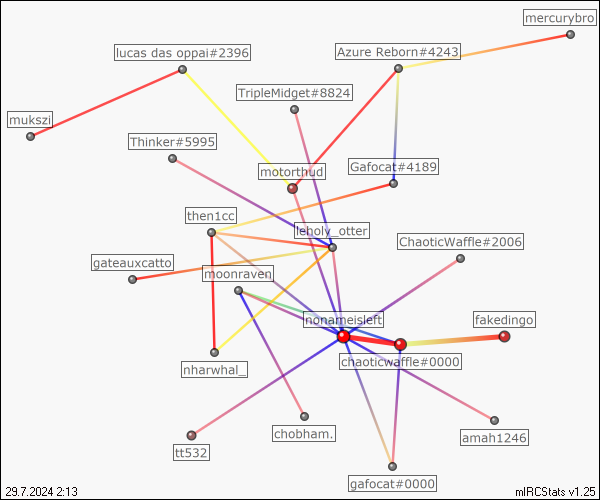 mercurybro
lucas das oppai#2396
Azure Reborn#4243
TripleMidget#8824
mukszi
Thinker#5995
motorthud
Gafocat#4189
then1cc
leholy_otter
ChaoticWaffle#2006
gateauxcatto
moonraven
nonameisleft
fakedingo
chaoticwaffle#0000
nharwhal_
chobham.
amah1246
tt532
gafocat#0000
29.7.2024 2:13
mIRCStats v1.25